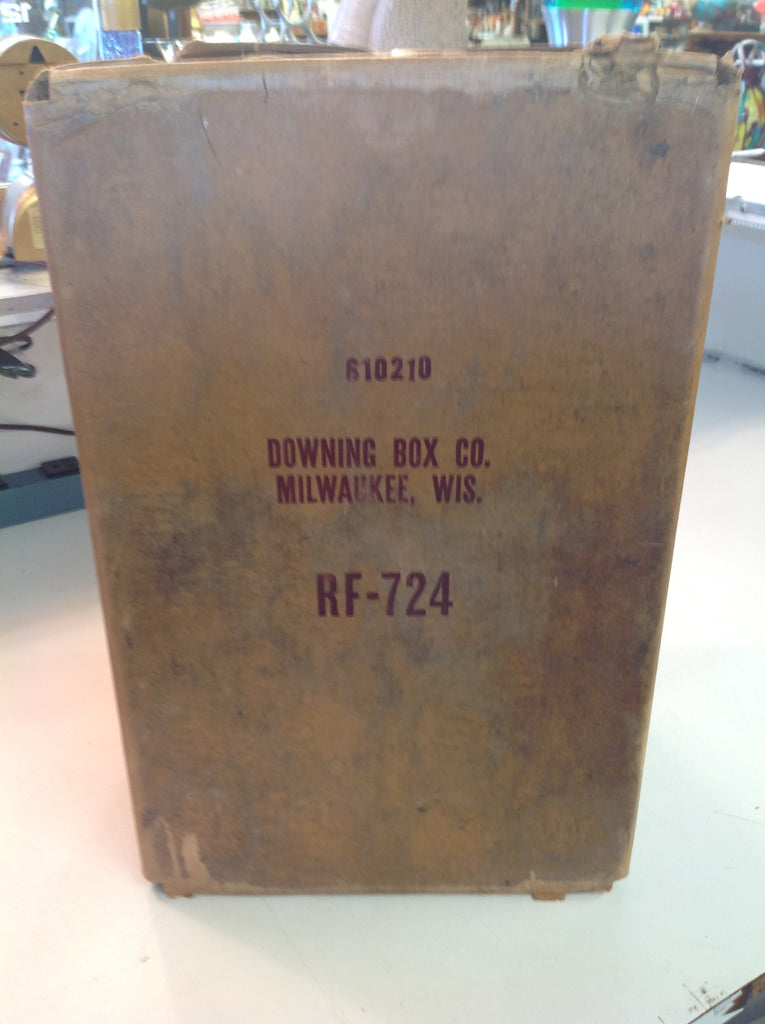 610210
DOWNING BOX CO.
MILWAUKEE, WIS.
RF-724